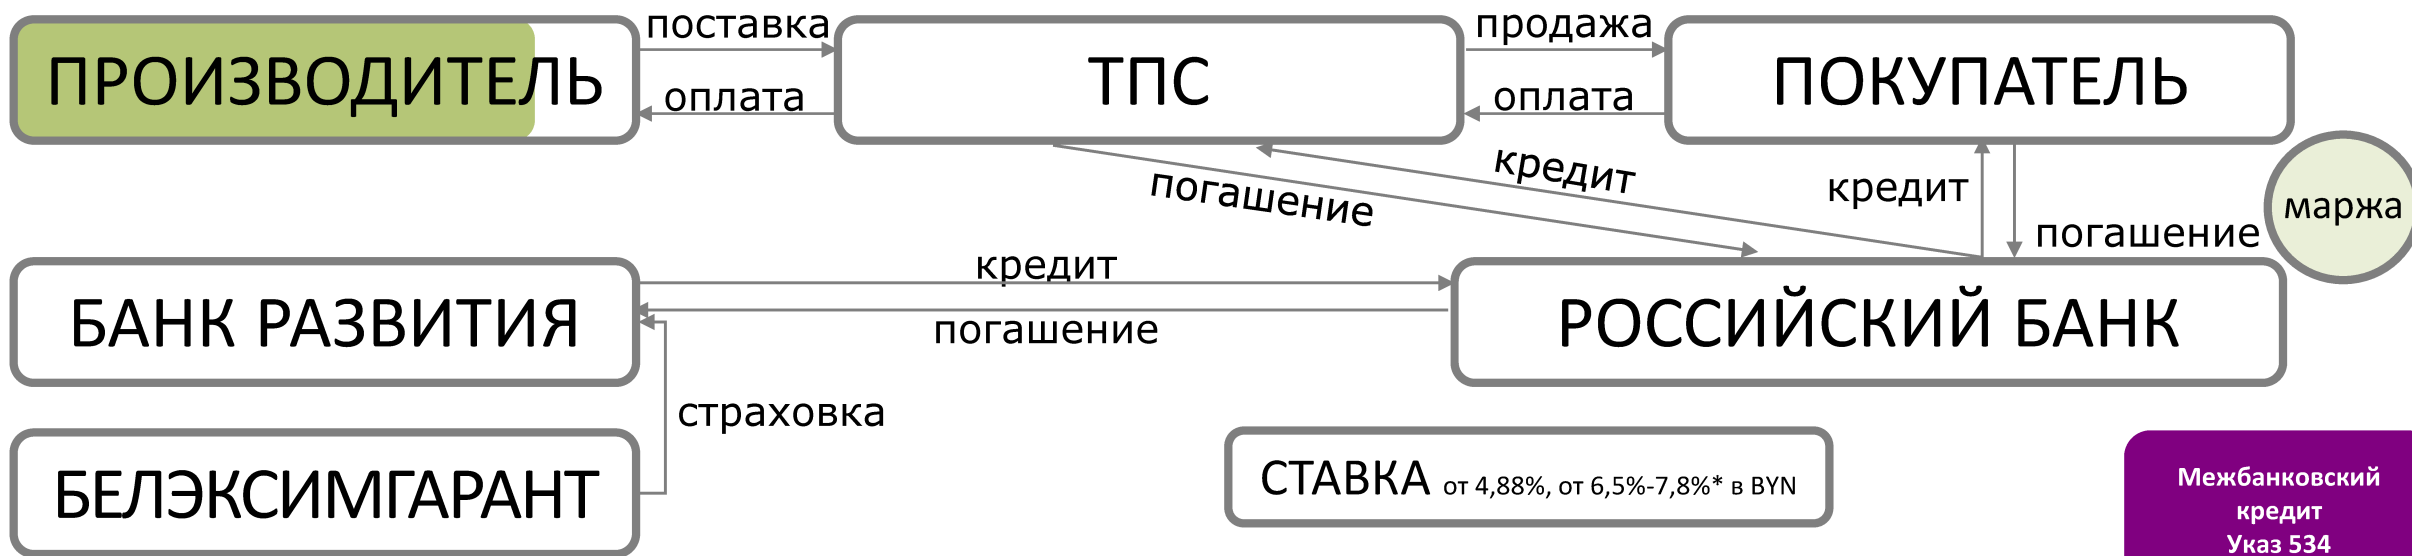 ПРОИЗВОДИТЕЛЬ
поставка
оплата
ТПС
продажа
оплата
ПОКУПАТЕЛЬ
погашение
кредит
кредит
погашение
маржа
БАНК РАЗВИТИЯ
кредит
погашение
РОССИЙСКИЙ БАНК
страховка
БЕЛЭКСИМГАРАНТ
СТАВКА от 4,88%, от 6,5%-7,8%* в BYN
Межбанковский
кредит
Указ 534